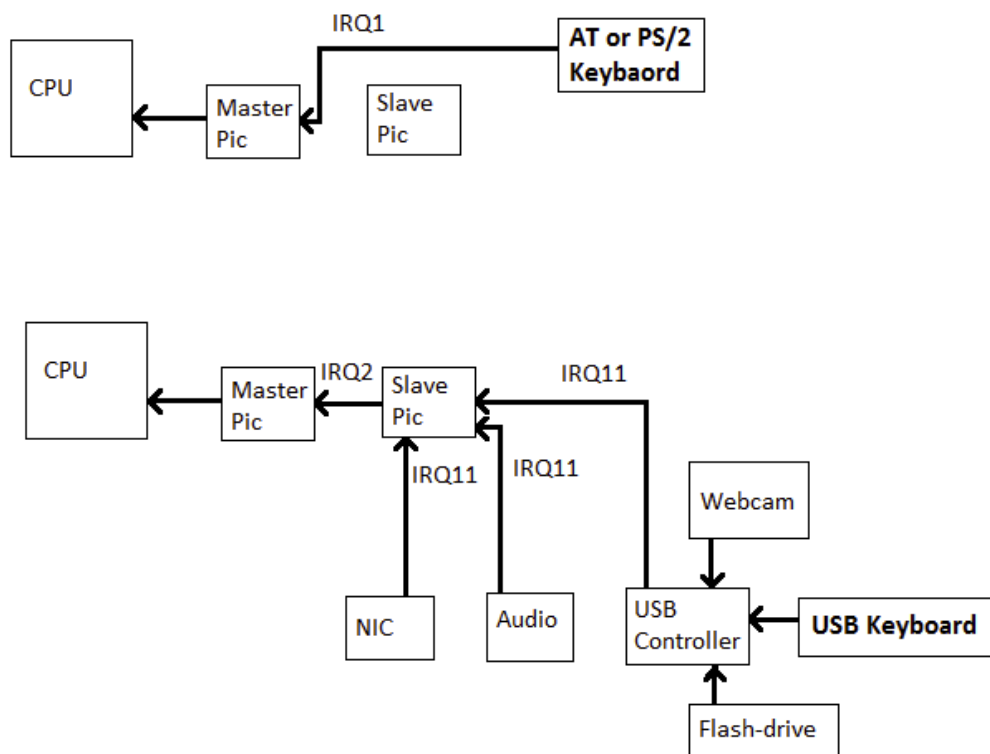 IRQ1
AT or PS/2
Keybaord
CPU
Master
Pic
Slave
Pic
CPU
Master
Pic
IRQ2
Slave
Pic
IRQ11
IRQ11
IRQ11
Webcam
NIC
Audio
USB
Controller
USB Keyboard
Flash-drive